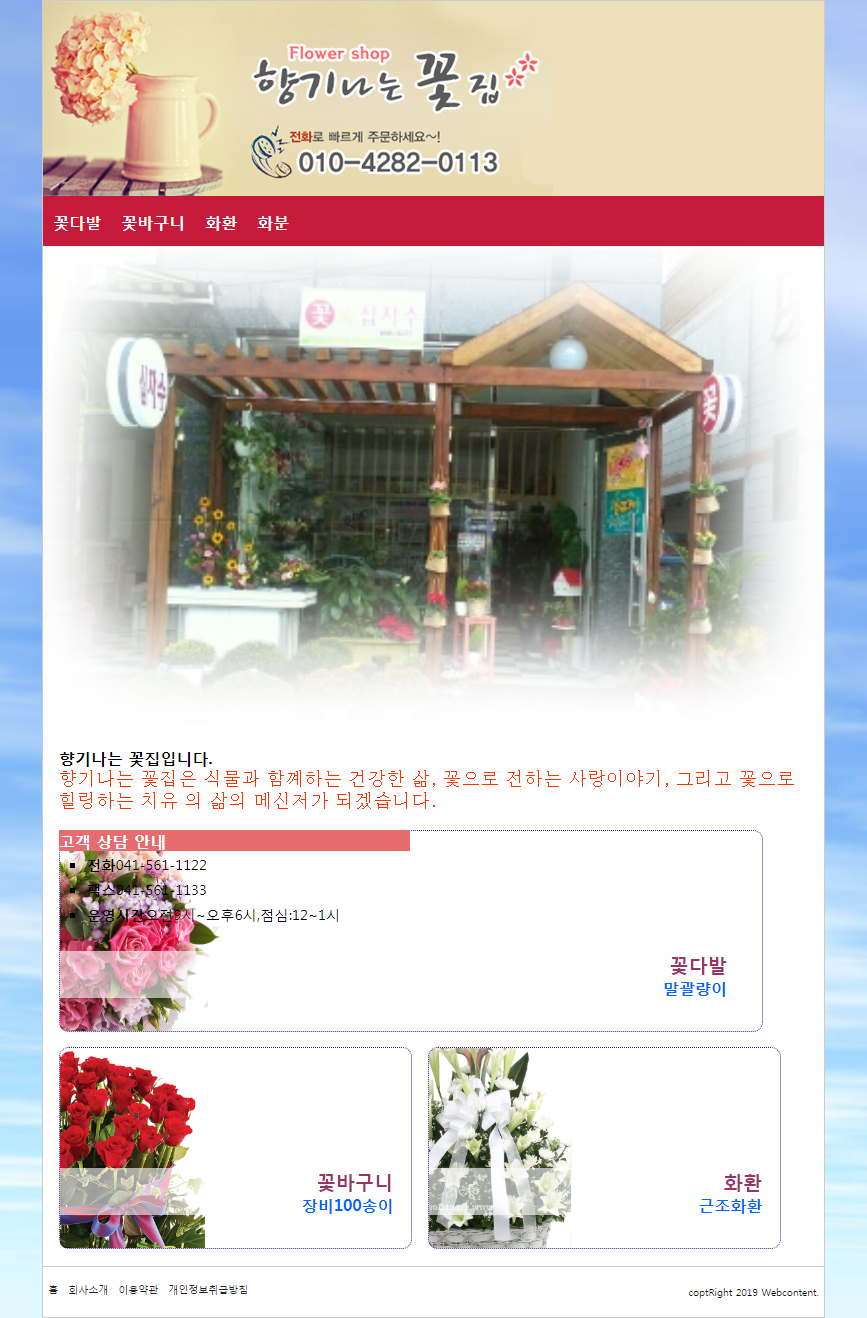 Flower shop
향기나는 꽃집
전화로 빠르게 주문하세요~!
010-4282-0113
꽃다발 꽃바구니 화환 화분
꽃 십자수
십자수
꽃
향기나는 꽃집입니다.
향기나는 꽃집은 식물과 함께하는 건강한 삶, 꽃으로 전하는 사랑이야기, 그리고 꽃으로
힐링하는 치유 의 삶의 메신저가 되겠습니다.
고객 상담 안내
전화041-561-1122
팩스041-561-1133
운영시간오전9시~오후6시,점심:12~1시
꽃다발
말괄량이
꽃바구니
장비100송이
화환
근조화환
홈 회사소개 이용약관 개인정보취급방침
coptRight 2019 Webcontent.